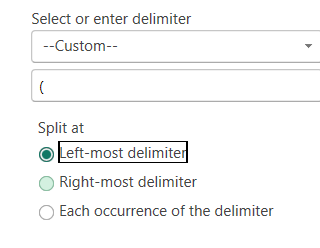 Select or enter delimiter
--Custom--
(
Split at
Left-most delimiter
Right-most delimiter
Each occurrence of the delimiter